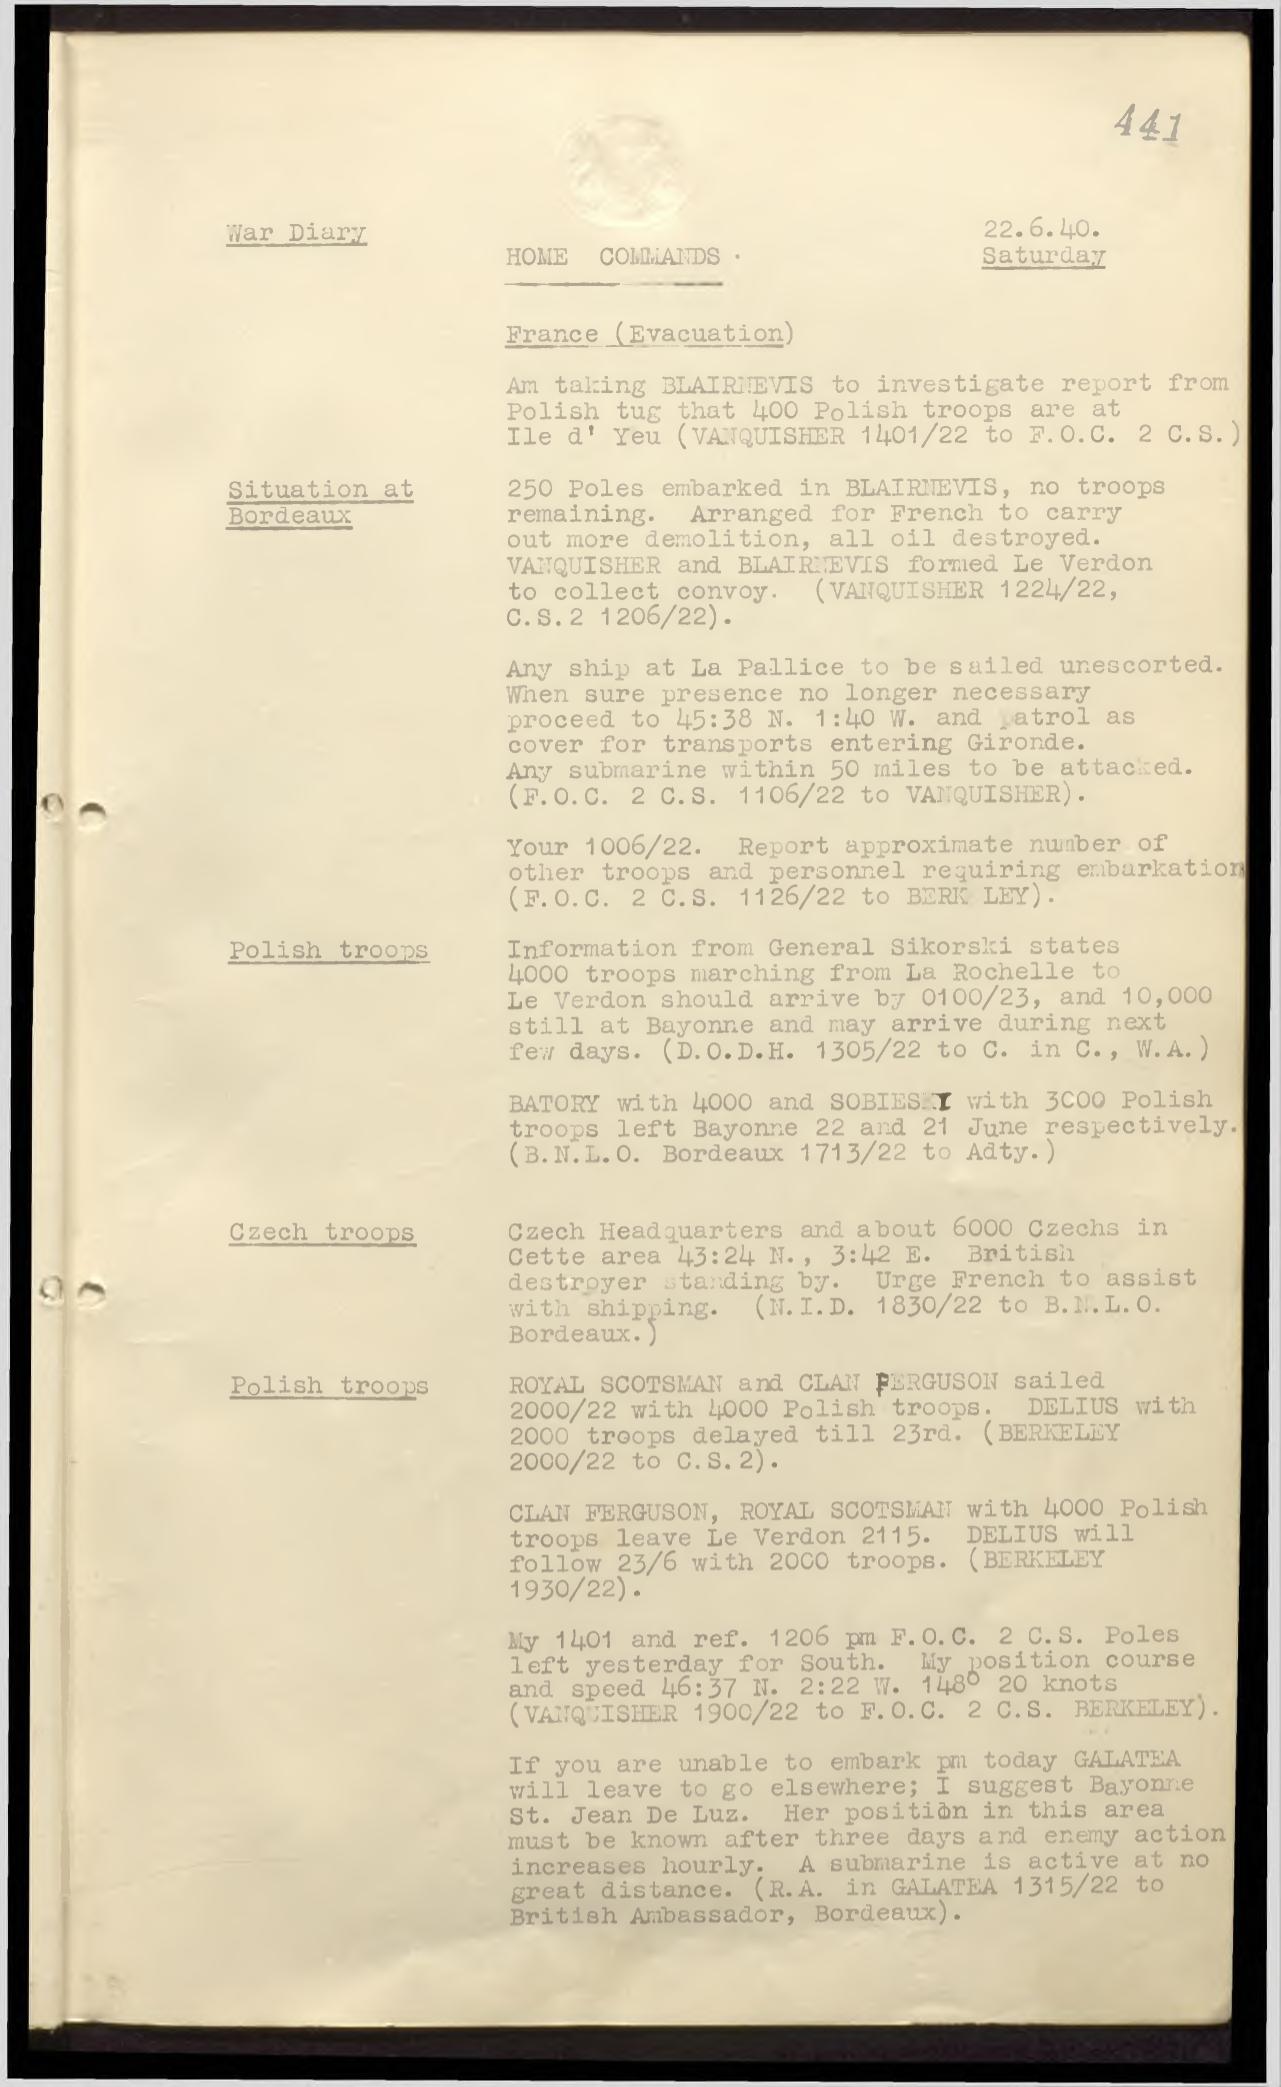 441
War Diary
22.6.40.
HOME COMMANDS.
Saturday
France (Evacuation)
Am taking BLAIRNEVIS to investigate report from
Polish tug that 400 Polish troops are at
Ile d' Yeu (VANQUISHER 1401/22 to F.O.C. 2 C.S.)
Situation at
Bordeaux
250 Poles embarked in BLAIRNEVIS, no troops
remaining. Arranged for French to carry
out more demolition, all oil destroyed.
VANQUISHER and BLAIRNEVIS formed Le Verdon
to collect convoy. (VANQUISHER 1224/22,
C.S.2 1206/22).
Any ship at La Pallice to be sailed unescorted.
When sure presence no longer necessary
proceed to 45:38 N. 1:40 W. and patrol as
cover for transports entering Gironde.
Any submarine within 50 miles to be attacked.
(F.O.C. 2 C.S. 1106/22 to VANQUISHER).
Your 1006/22. Report approximate number of
other troops and personnel requiring embarkation
(F.O.C. 2 C.S. 1126/22 to BERK LEY).
Polish troops
Information from General Sikorski states
4000 troops marching from La Rochelle to
Le Verdon should arrive by 0100/23, and 10,000
still at Bayonne and may arrive during next
few days. (D.O.D.H. 1305/22 to C. in C., W.A.)
BATORY with 4000 and SOBIESKI with 3000 Polish
troops left Bayonne 22 and 21 June respectively.
(B.N.L.O. Bordeaux 1713/22 to Adty.)
Czech troops
Czech Headquarters and about 6000 Czechs in
Cette area 43:24 N., 3:42 E. British
destroyer standing by. Urge French to assist
with shipping. (N.I.D. 1830/22 to B.N.L.O.
Bordeaux.)
Polish troops
ROYAL SCOTSMAN and CLAN FERGUSON sailed
2000/22 with 4000 Polish troops. DELIUS with
2000 troops delayed till 23rd. (BERKELEY
2000/22 to C.S.2).
CLAN FERGUSON, ROYAL SCOTSMAN with 4000 Polish
troops leave Le Verdon 2115. DELIUS will
follow 23/6 with 2000 troops. (BERKELEY
1930/22).
My 1401 and ref. 1206 pm F.O.C. 2 C.S. Poles
left yesterday for South. My position course
and speed 46:37 N. 2:22 W. 148° 20 knots
(VANQUISHER 1900/22 to F.O.C. 2 C.S. BERKELEY).
If you are unable to embark pm today GALATEA
will leave to go elsewhere; I suggest Bayonne
St. Jean De Luz. Her position in this area
must be known after three days and enemy action
increases hourly. A submarine is active at no
great distance. (R.A. in GALATEA 1315/22 to
British Ambassador, Bordeaux).